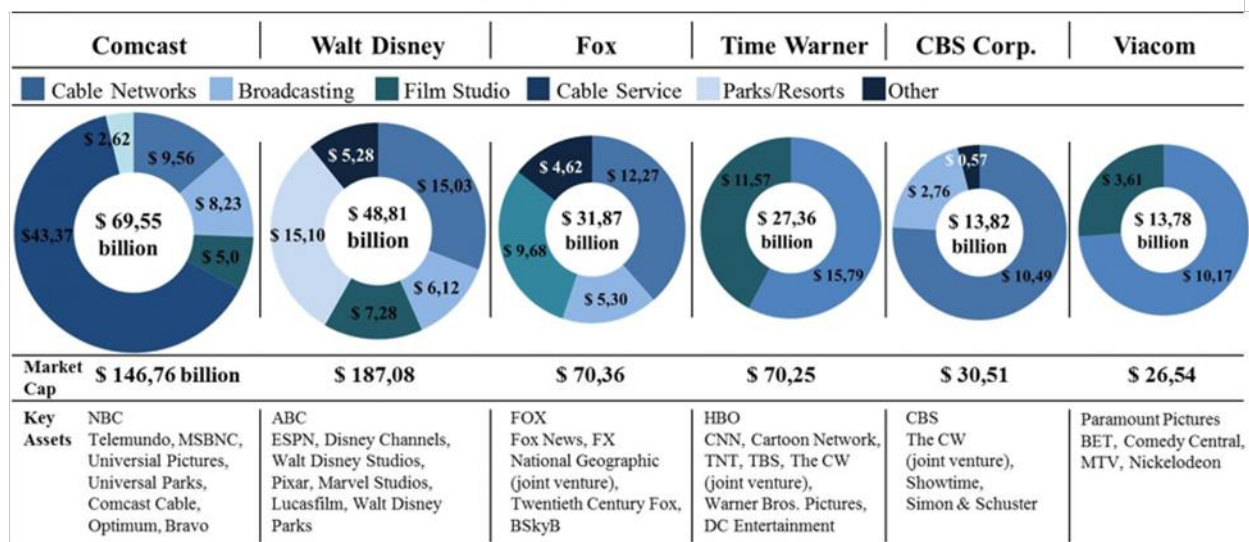 Comcast
Walt Disney
Fox
Time Warner
CBS Corp.
Viacom
Cable Networks
Broadcasting
Film Studio
Cable Service
Parks/Resorts
Other
$ 2,62
$ 9,56
$ 8,23
$ 5,0
$43,37
$ 69,55
billion
$ 5,28
$ 15,03
$ 6,12
$ 7,28
$ 15,10
$ 48,81
billion
$ 4,62
$ 12,27
$ 5,30
$ 9,68
$ 31,87
billion
$ 11,57
$ 15,79
$ 27,36
billion
$ 0,57
$ 2,76
$ 10,49
$ 13,82
billion
$ 3,61
$ 10,17
$ 13,78
billion
Market
Cap
$ 146,76 billion
$ 187,08
$ 70,36
$ 70,25
$ 30,51
$ 26,54
Key
Assets
NBC
Telemundo, MSBNC,
Universial Pictures,
Universal Parks,
Comcast Cable,
Optimum, Bravo
ABC
ESPN, Disney Channels,
Walt Disney Studios,
Pixar, Marvel Studios,
Lucasfilm, Walt Disney
Parks
FOX
Fox News, FX
National Geographic
(joint venture),
Twentieth Century Fox,
BSkyB
HBO
CNN, Cartoon Network,
TNT, TBS, The CW
(joint venture),
Warner Bros. Pictures,
DC Entertainment
CBS
The CW
(joint venture),
Showtime,
Simon & Schuster
Paramount Pictures
BET, Comedy Central,
MTV, Nickelodeon